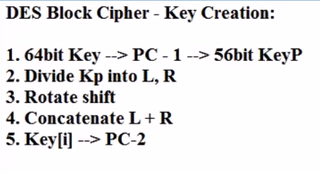 DES Block Cipher - Key Creation:
1. 64bit Key --> PC - 1 --> 56bit KeyP
2. Divide Kp into L, R
3. Rotate shift
4. Concatenate L + R
5. Key[i] --> PC-2